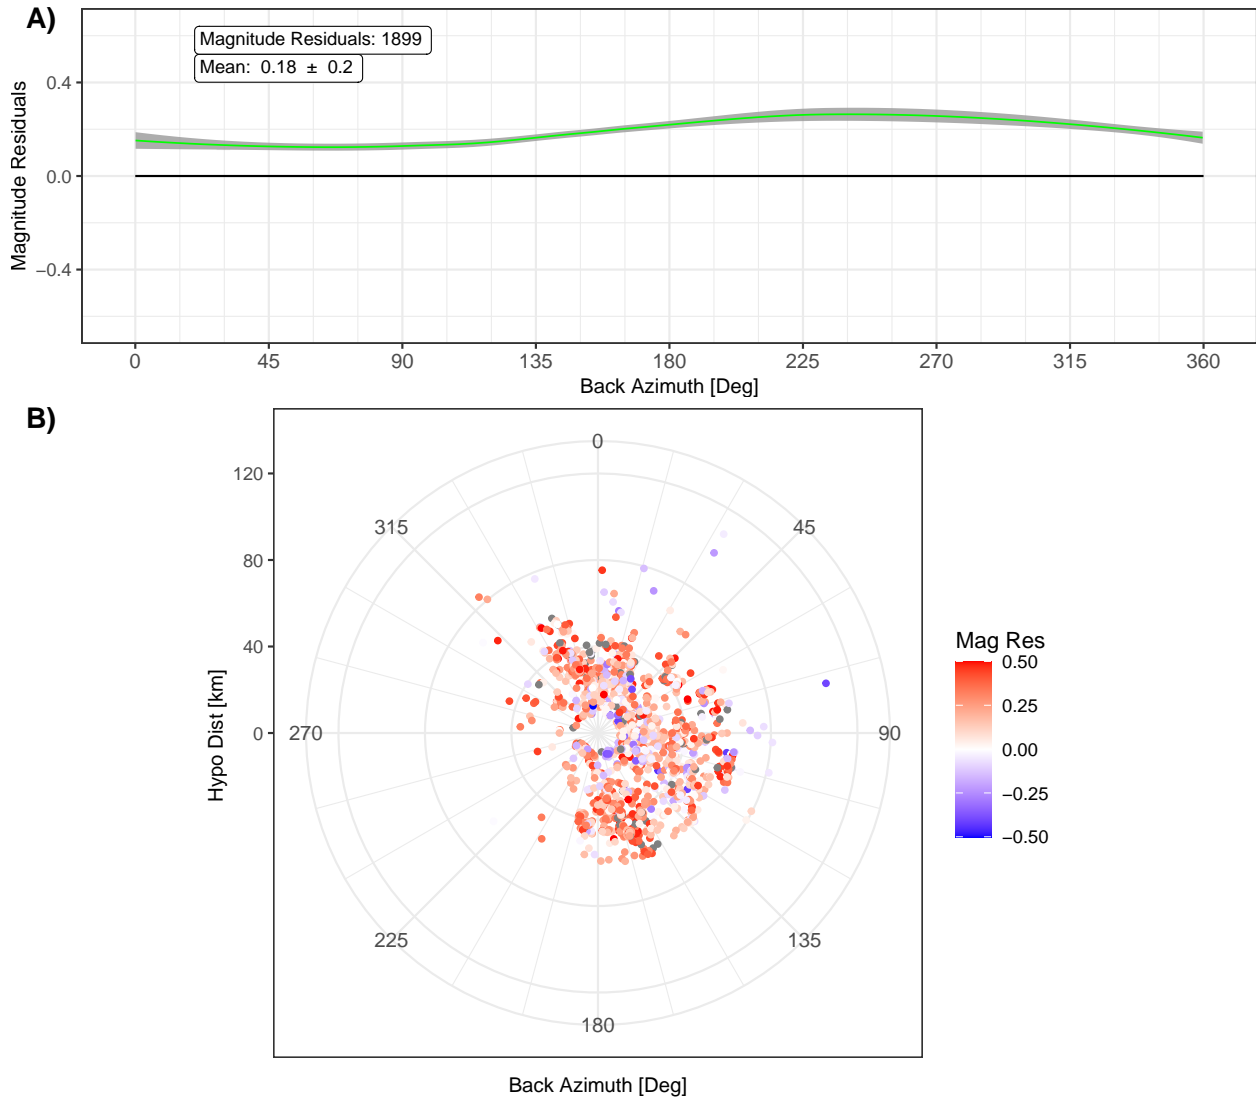 A)
Magnitude Residuals: 1899
Mean:  0.18  ±  0.2
Magnitude Residuals
0.4
0.0
−0.4
0 45 90 135 180 225 270 315 360
Back Azimuth [Deg]
B)
Hypo Dist [km]
120
80
40
0
0
45
90
135
180
225
270
315
Back Azimuth [Deg]
Mag Res
0.50
0.25
0.00
−0.25
−0.50